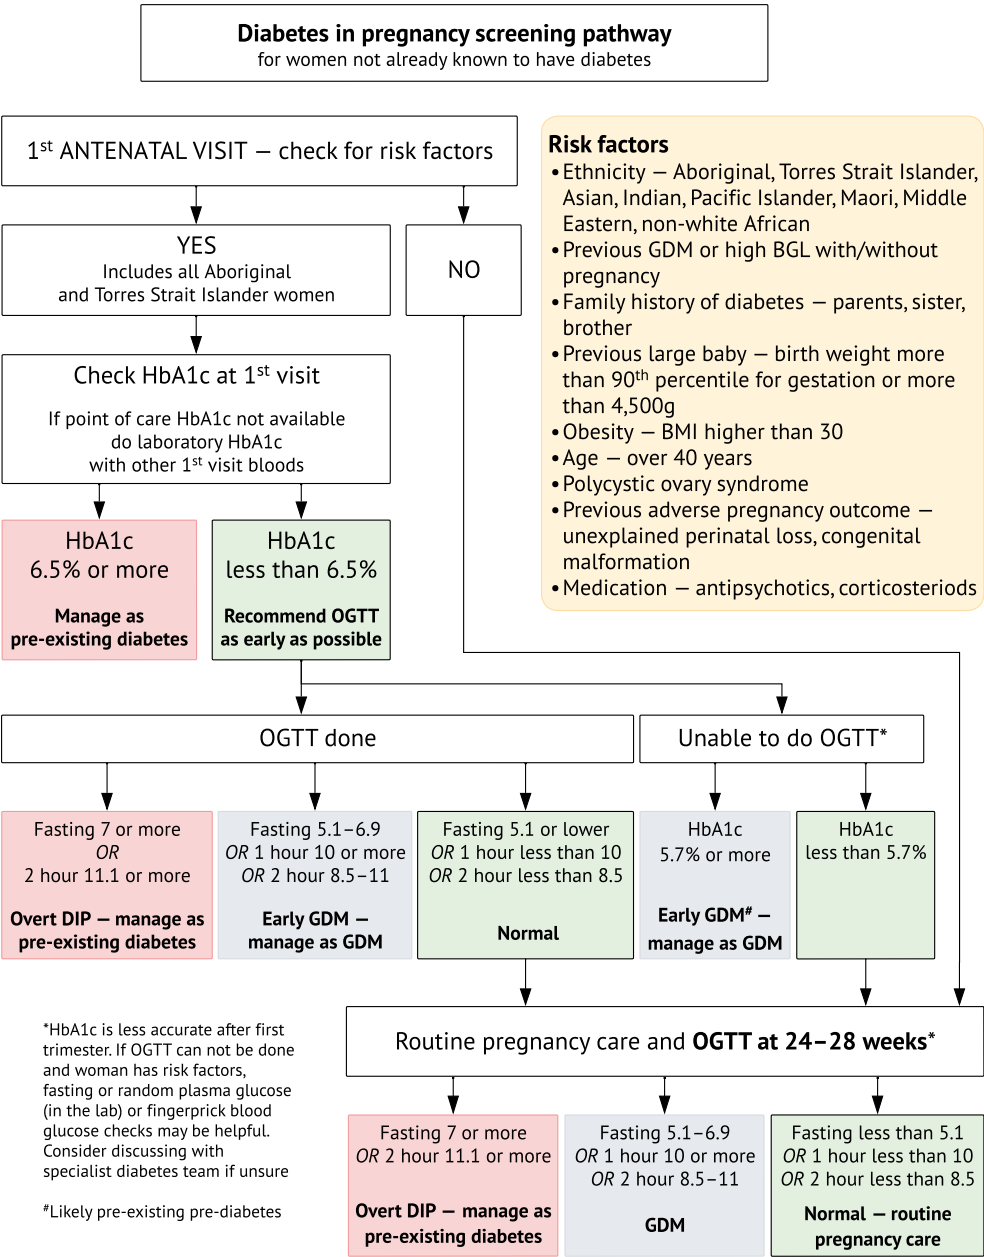 Diabetes in pregnancy screening pathway
for women not already known to have diabetes
1st ANTENATAL VISIT — check for risk factors
YES
Includes all Aboriginal
and Torres Strait Islander women
NO
Risk factors
• Ethnicity — Aboriginal, Torres Strait Islander,
Asian, Indian, Pacific Islander, Maori, Middle
Eastern, non-white African
• Previous GDM or high BGL with/without
pregnancy
• Family history of diabetes — parents, sister,
brother
• Previous large baby — birth weight more
than 90th percentile for gestation or more
than 4,500g
• Obesity — BMI higher than 30
• Age — over 40 years
• Polycystic ovary syndrome
• Previous adverse pregnancy outcome —
unexplained perinatal loss, congenital
malformation
• Medication — antipsychotics, corticosteriods
Check HbA1c at 1st visit
If point of care HbA1c not available
do laboratory HbA1c
with other 1st visit bloods
HbA1c
6.5% or more
Manage as
pre-existing diabetes
HbA1c
less than 6.5%
Recommend OGTT
as early as possible
OGTT done
Unable to do OGTT*
Fasting 7 or more
OR
2 hour 11.1 or more
Overt DIP — manage as
pre-existing diabetes
Fasting 5.1–6.9
OR 1 hour 10 or more
OR 2 hour 8.5–11
Early GDM —
manage as GDM
Fasting 5.1 or lower
OR 1 hour less than 10
OR 2 hour less than 8.5
Normal
HbA1c
5.7% or more
Early GDM# —
manage as GDM
HbA1c
less than 5.7%
*HbA1c is less accurate after first
trimester. If OGTT can not be done
and woman has risk factors,
fasting or random plasma glucose
(in the lab) or fingerprick blood
glucose checks may be helpful.
Consider discussing with
specialist diabetes team if unsure
#Likely pre-existing pre-diabetes
Routine pregnancy care and OGTT at 24–28 weeks*
Fasting 7 or more
OR 2 hour 11.1 or more
Overt DIP — manage as
pre-existing diabetes
Fasting 5.1–6.9
OR 1 hour 10 or more
OR 2 hour 8.5–11
GDM
Fasting less than 5.1
OR 1 hour less than 10
OR 2 hour less than 8.5
Normal — routine
pregnancy care